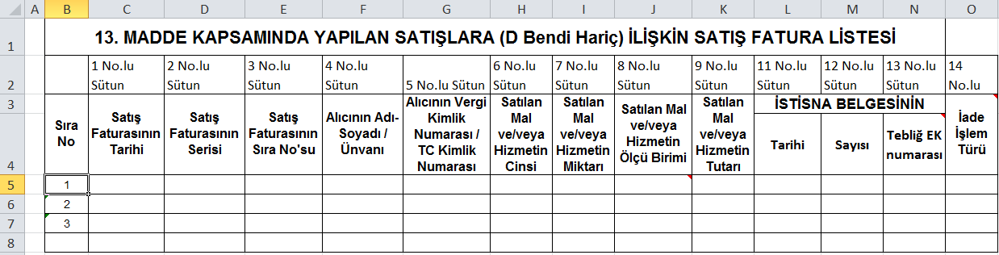 A B C D E F G H I J K L M N O
1 13. MADDE KAPSAMINDA YAPILAN SATIŞLARA (D Bendi Hariç) İLİŞKİN SATIŞ FATURA LİSTESİ
2
1 No.lu Sütun
2 No.lu Sütun
3 No.lu Sütun
4 No.lu Sütun
5 No.lu Sütun
6 No.lu Sütun
7 No.lu Sütun
8 No.lu Sütun
9 No.lu Sütun
11 No.lu Sütun
12 No.lu Sütun
13 No.lu Sütun
14 No.lu
3
4
Sıra
No
Satış
Faturasının
Tarihi
Satış
Faturasının
Serisi
Satış
Faturasının
Sıra No'su
Alıcının Adı-
Soyadı /
Ünvanı
Alıcının Vergi
Kimlik
Numarası /
TC Kimlik
Numarası
Satılan
Mal
ve/veya
Hizmetin
Cinsi
Satılan
Mal
ve/veya
Hizmetin
Miktarı
Satılan Mal
ve/veya
Hizmetin
Ölçü Birimi
Satılan
Mal
ve/veya
Hizmetin
Tutarı
İSTİSNA BELGESİNİN
Tarihi
Sayısı
Tebliğ EK
numarası
İade
İşlem
Türü
5 1
6 2
7 3
8